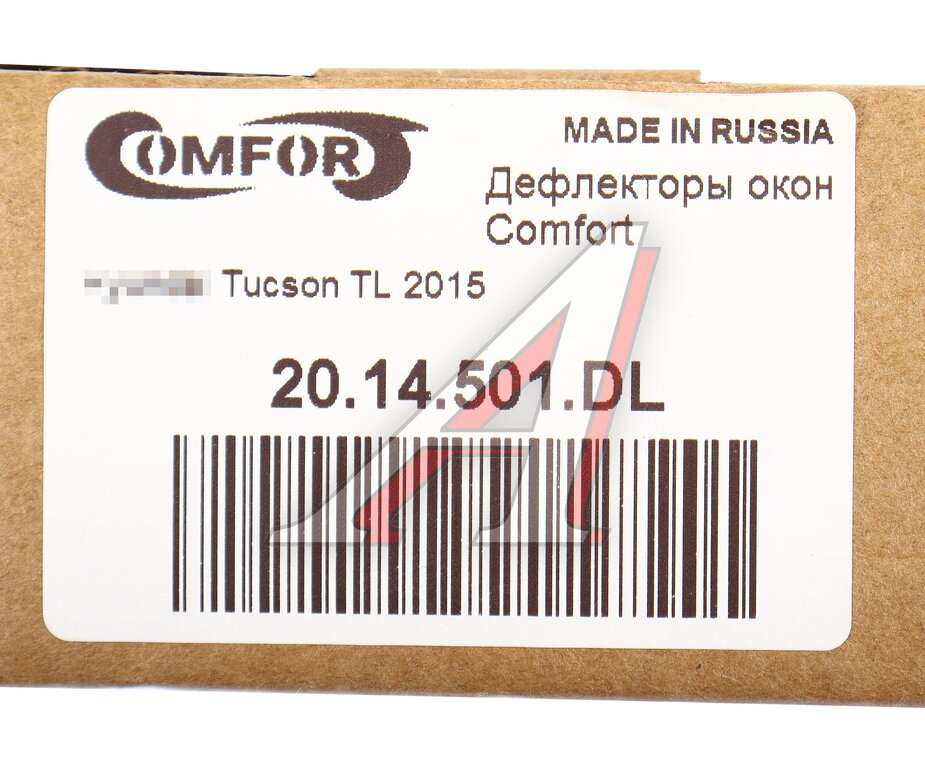 COMFORT
MADE IN RUSSIA
Дефлекторы окон
Comfort
Tucson TL 2015
20.14.501.DL